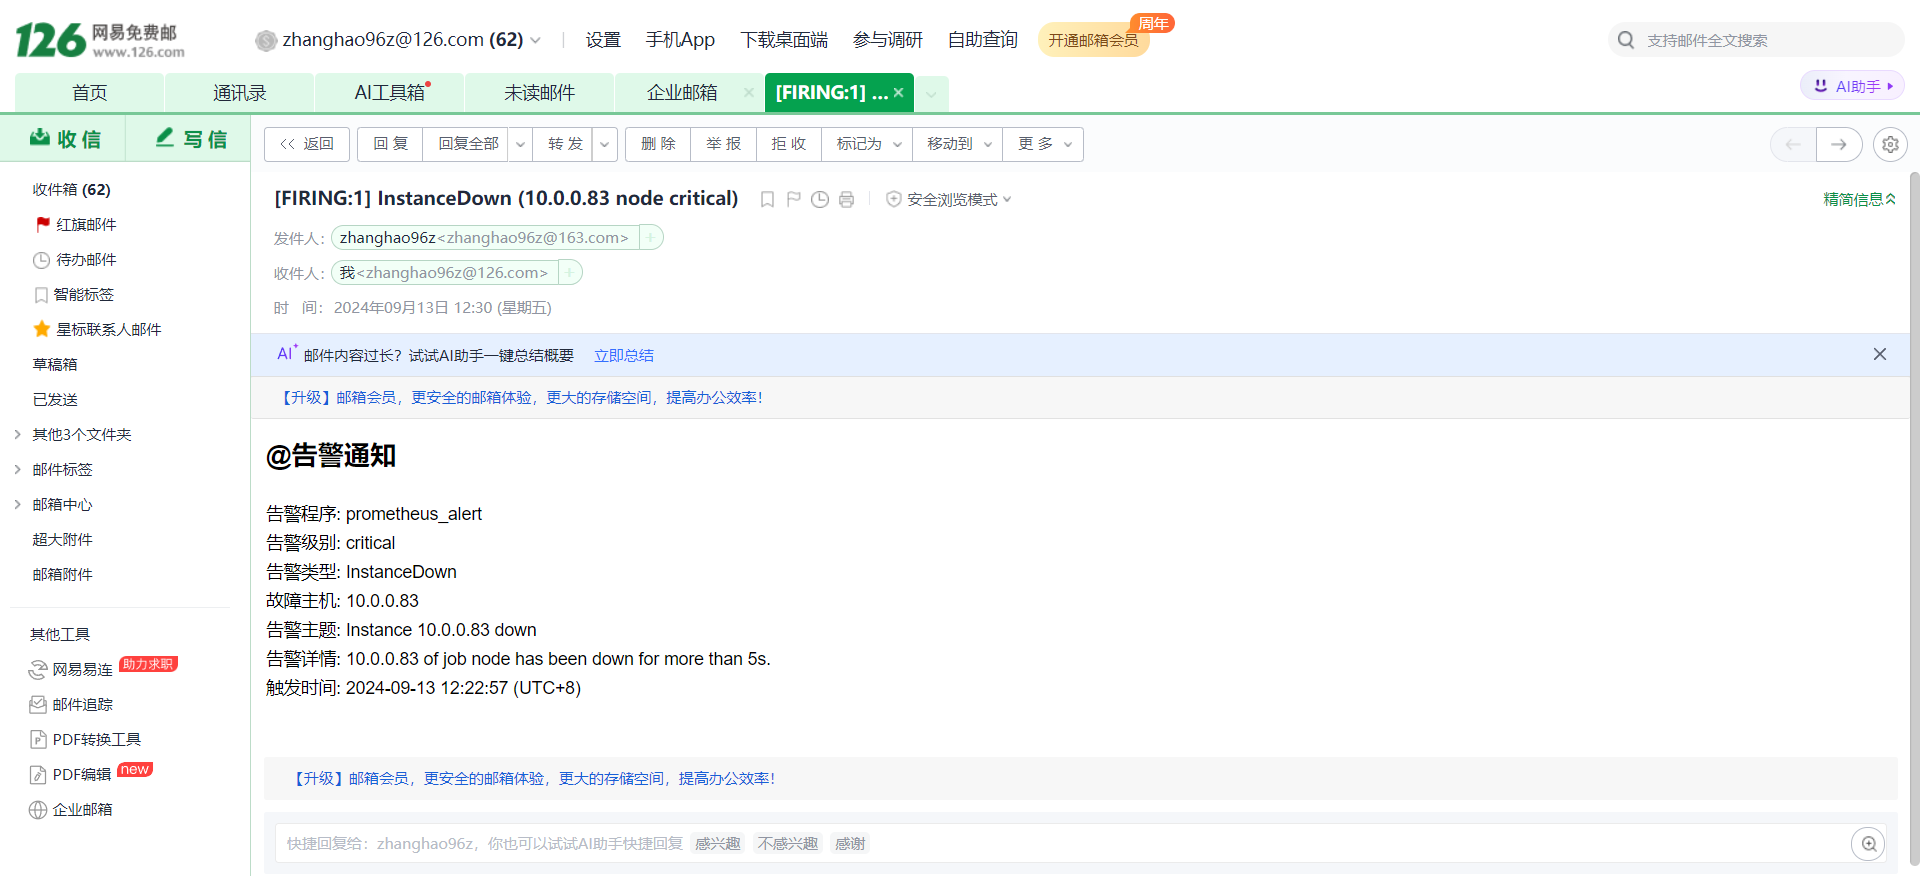 126 网易免费邮
www.126.com
zhanghao96z@126.com (62)
设置
手机App
下载桌面端
参与调研
自助查询
开通邮箱会员
周年
支持邮件全文搜索
首页
通讯录
AI工具箱
未读邮件
企业邮箱
[FIRING:1] ...
AI助手
收 信
写 信
<< 返回
回 复
回复全部
转 发
删 除
举 报
拒 收
标记为
移动到
更 多
收件箱 (62)
红旗邮件
待办邮件
智能标签
星标联系人邮件
草稿箱
已发送
其他3个文件夹
邮件标签
邮箱中心
超大附件
邮箱附件
其他工具
网易易连 助力求职
邮件追踪
PDF转换工具
PDF编辑 new
企业邮箱
[FIRING:1] InstanceDown (10.0.0.83 node critical)
安全浏览模式
精简信息
发件人： zhanghao96z<zhanghao96z@163.com> +
收件人： 我<zhanghao96z@126.com> +
时 间： 2024年09月13日 12:30 (星期五)
AI 邮件内容过长？试试AI助手一键总结概要 立即总结
【升级】邮箱会员，更安全的邮箱体验，更大的存储空间，提高办公效率！
@告警通知
告警程序: prometheus_alert
告警级别: critical
告警类型: InstanceDown
故障主机: 10.0.0.83
告警主题: Instance 10.0.0.83 down
告警详情: 10.0.0.83 of job node has been down for more than 5s.
触发时间: 2024-09-13 12:22:57 (UTC+8)
【升级】邮箱会员，更安全的邮箱体验，更大的存储空间，提高办公效率！
快捷回复给：zhanghao96z，你也可以试试AI助手快捷回复 感兴趣 不感兴趣 感谢